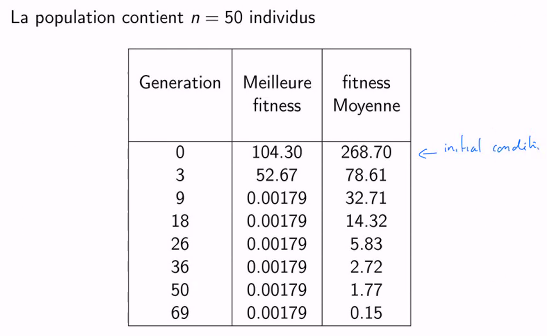 La population contient n = 50 individus
Generation Meilleure fitness
fitness Moyenne
0 104.30 268.70 ← initial conditi.
3 52.67 78.61
9 0.00179 32.71
18 0.00179 14.32
26 0.00179 5.83
36 0.00179 2.72
50 0.00179 1.77
69 0.00179 0.15